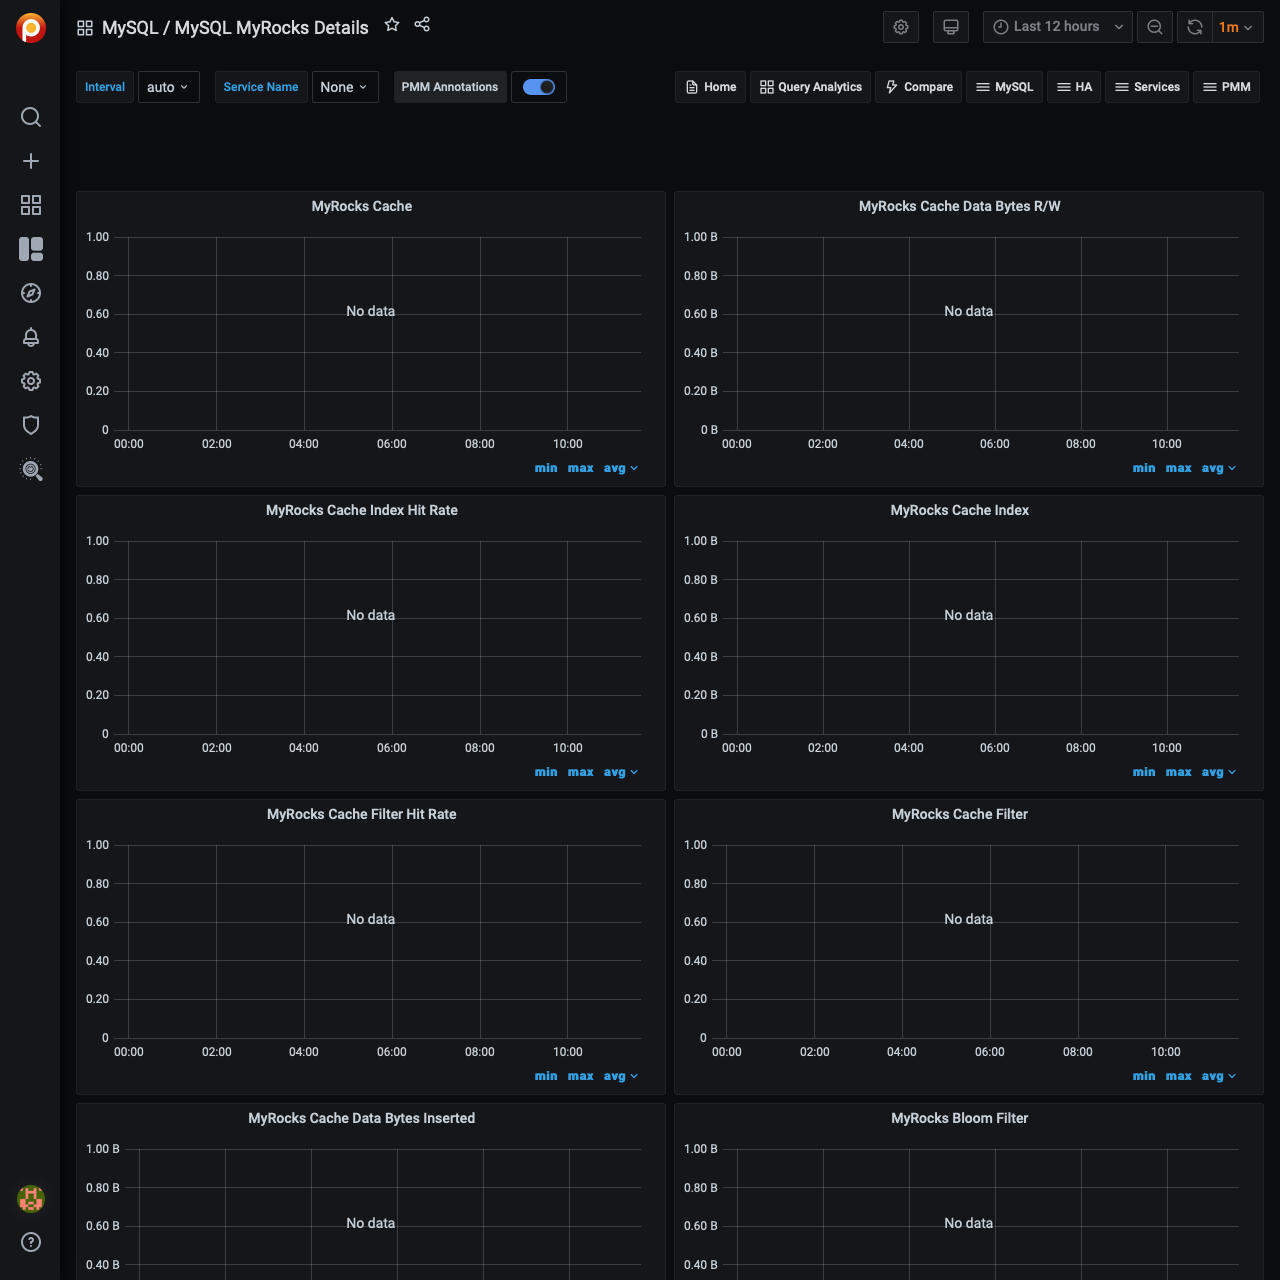 MySQL / MySQL MyRocks Details
Last 12 hours
1m
Interval auto Service Name None PMM Annotations Home Query Analytics Compare MySQL HA Services PMM
MyRocks Cache
1.00
0.80
0.60
0.40
0.20
0
No data
00:00 02:00 04:00 06:00 08:00 10:00
min max avg
MyRocks Cache Data Bytes R/W
1.00 B
0.80 B
0.60 B
0.40 B
0.20 B
0 B
No data
00:00 02:00 04:00 06:00 08:00 10:00
min max avg
MyRocks Cache Index Hit Rate
1.00
0.80
0.60
0.40
0.20
0
No data
00:00 02:00 04:00 06:00 08:00 10:00
min max avg
MyRocks Cache Index
1.00 B
0.80 B
0.60 B
0.40 B
0.20 B
0 B
No data
00:00 02:00 04:00 06:00 08:00 10:00
min max avg
MyRocks Cache Filter Hit Rate
1.00
0.80
0.60
0.40
0.20
0
No data
00:00 02:00 04:00 06:00 08:00 10:00
min max avg
MyRocks Cache Filter
1.00
0.80
0.60
0.40
0.20
0
No data
00:00 02:00 04:00 06:00 08:00 10:00
min max avg
MyRocks Cache Data Bytes Inserted
1.00 B
0.80 B
0.60 B
0.40 B
No data
MyRocks Bloom Filter
1.00 B
0.80 B
0.60 B
0.40 B
No data